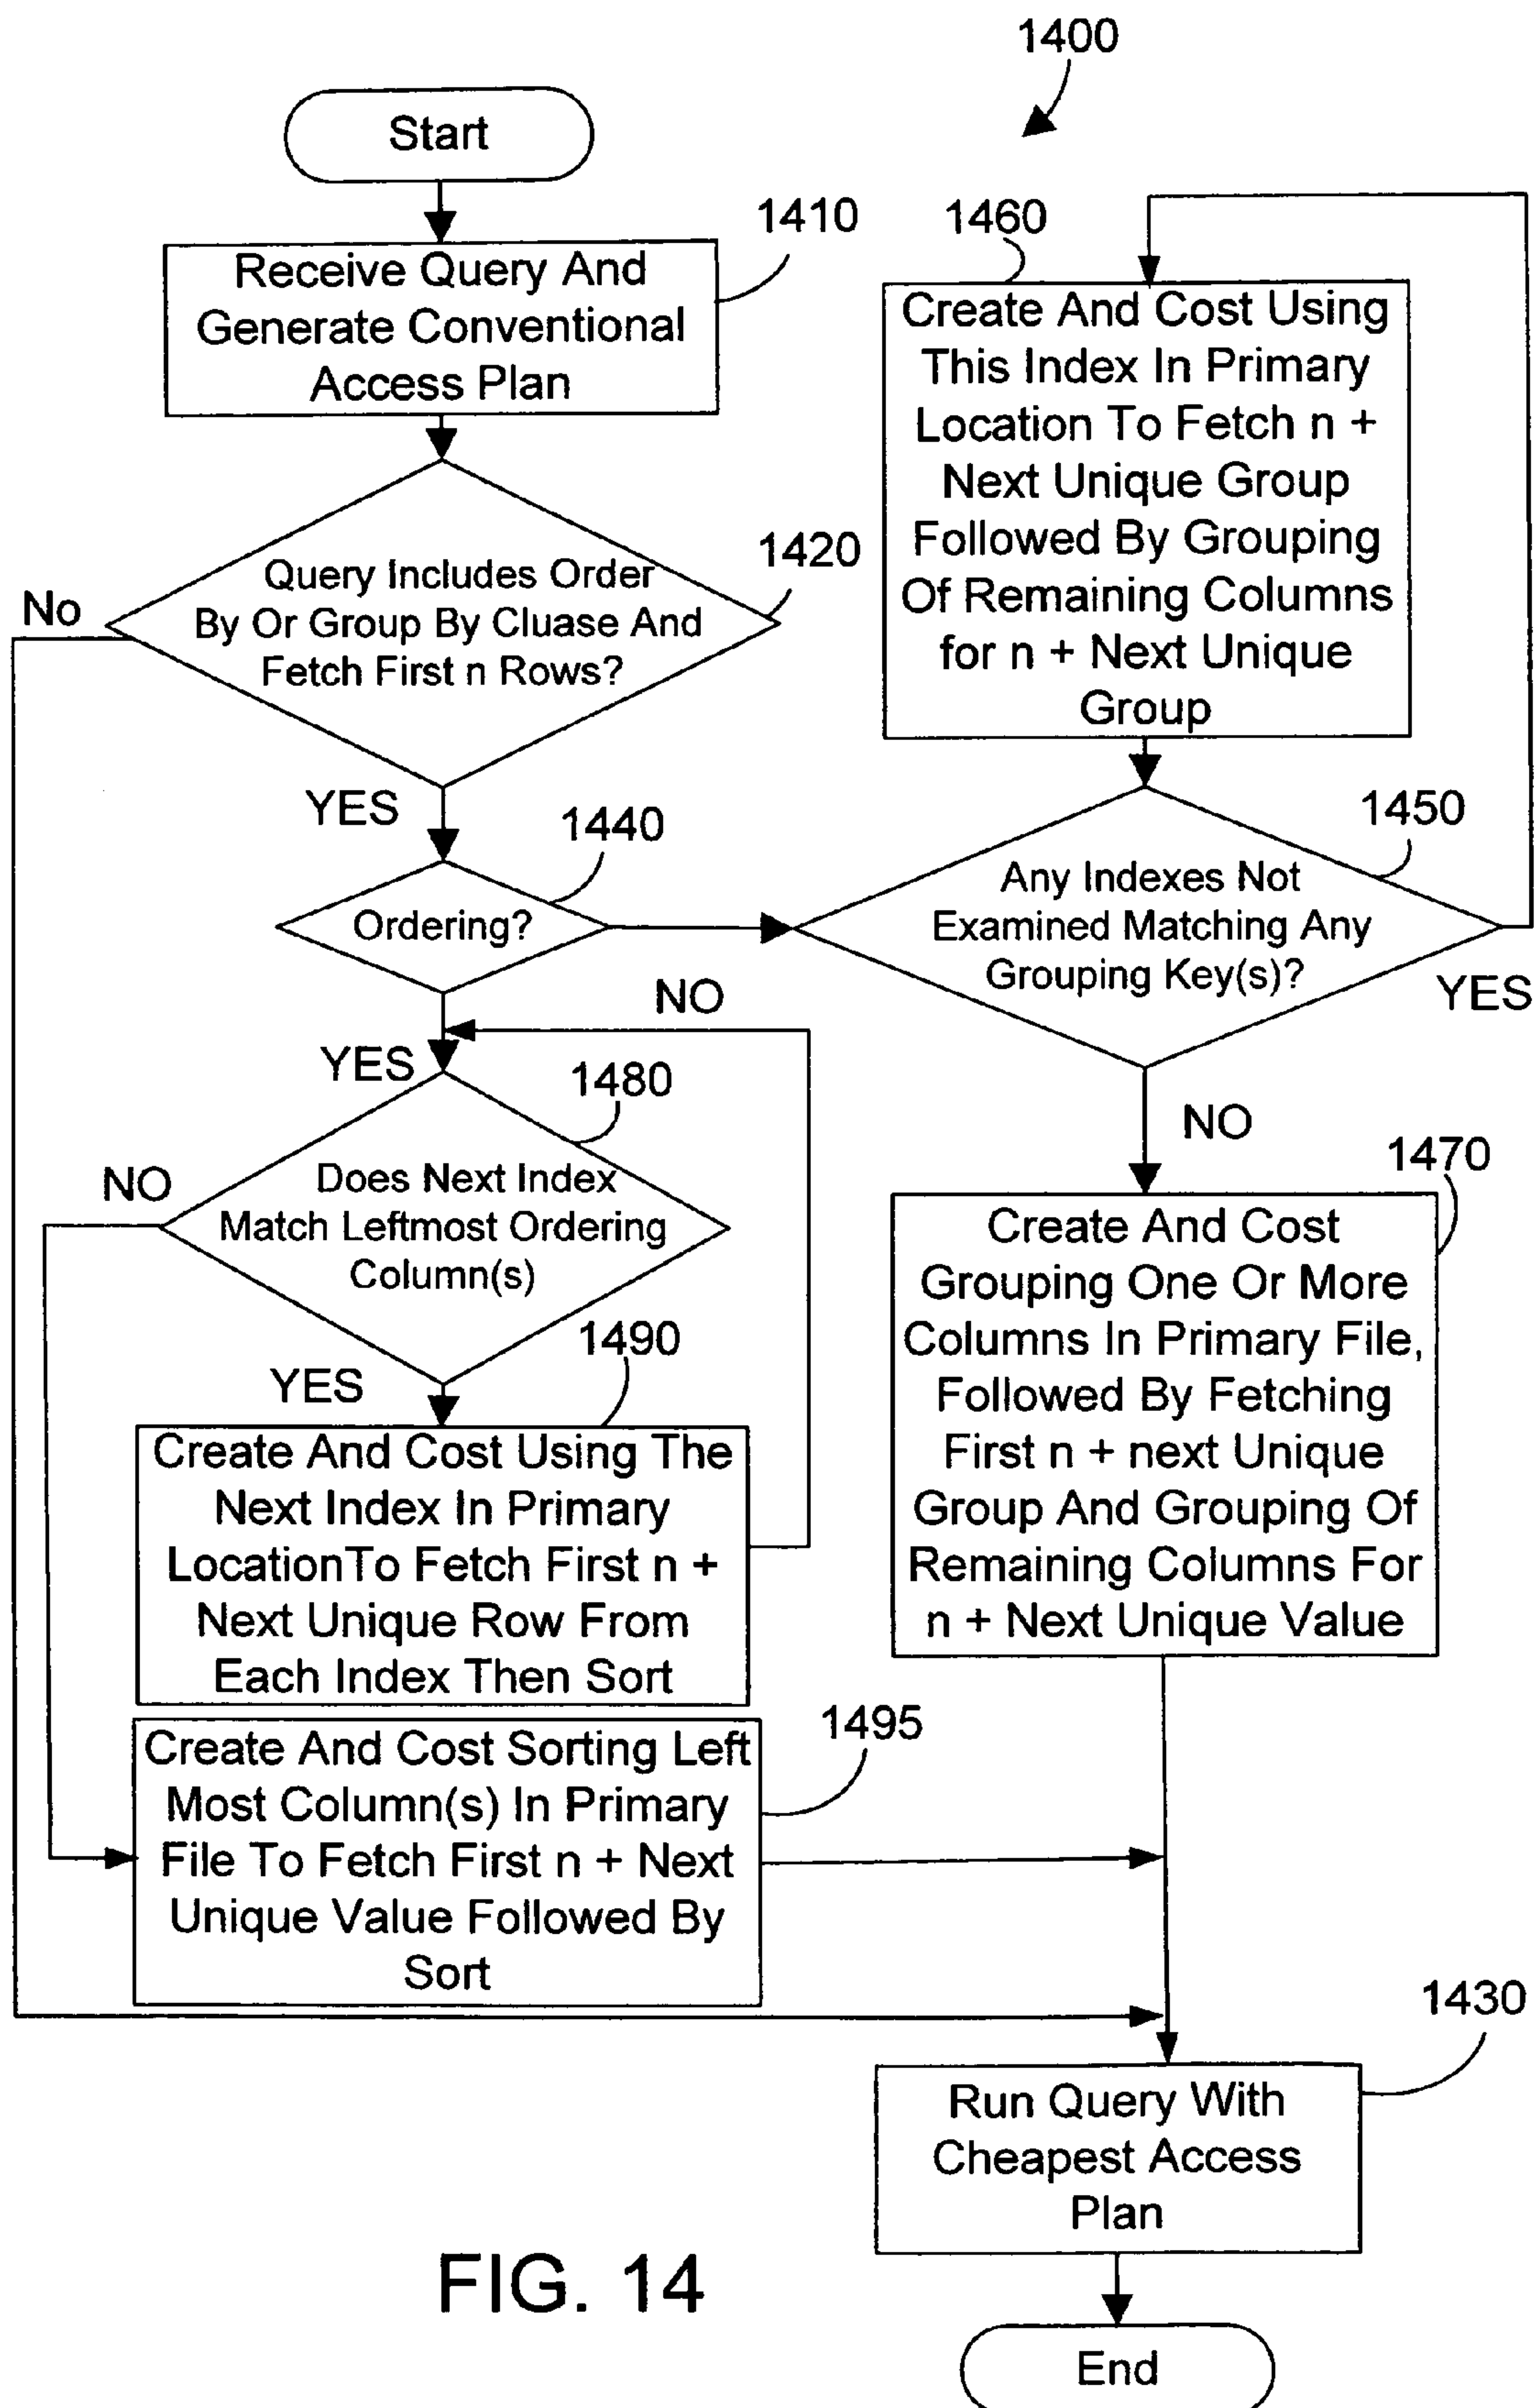 1400
Start
1410
Receive Query And
Generate Conventional
Access Plan
1420
Query Includes Order
By Or Group By Cluase And
Fetch First n Rows?
No
YES
1440
Ordering?
NO
YES
1480
Does Next Index
Match Leftmost Ordering
Column(s)
NO
YES
1490
Create And Cost Using The
Next Index In Primary
LocationTo Fetch First n +
Next Unique Row From
Each Index Then Sort
1495
Create And Cost Sorting Left
Most Column(s) In Primary
File To Fetch First n + Next
Unique Value Followed By
Sort
1460
Create And Cost Using
This Index In Primary
Location To Fetch n +
Next Unique Group
Followed By Grouping
Of Remaining Columns
for n + Next Unique
Group
1450
Any Indexes Not
Examined Matching Any
Grouping Key(s)?
YES
NO
1470
Create And Cost
Grouping One Or More
Columns In Primary File,
Followed By Fetching
First n + next Unique
Group And Grouping Of
Remaining Columns For
n + Next Unique Value
1430
Run Query With
Cheapest Access
Plan
End
FIG. 14